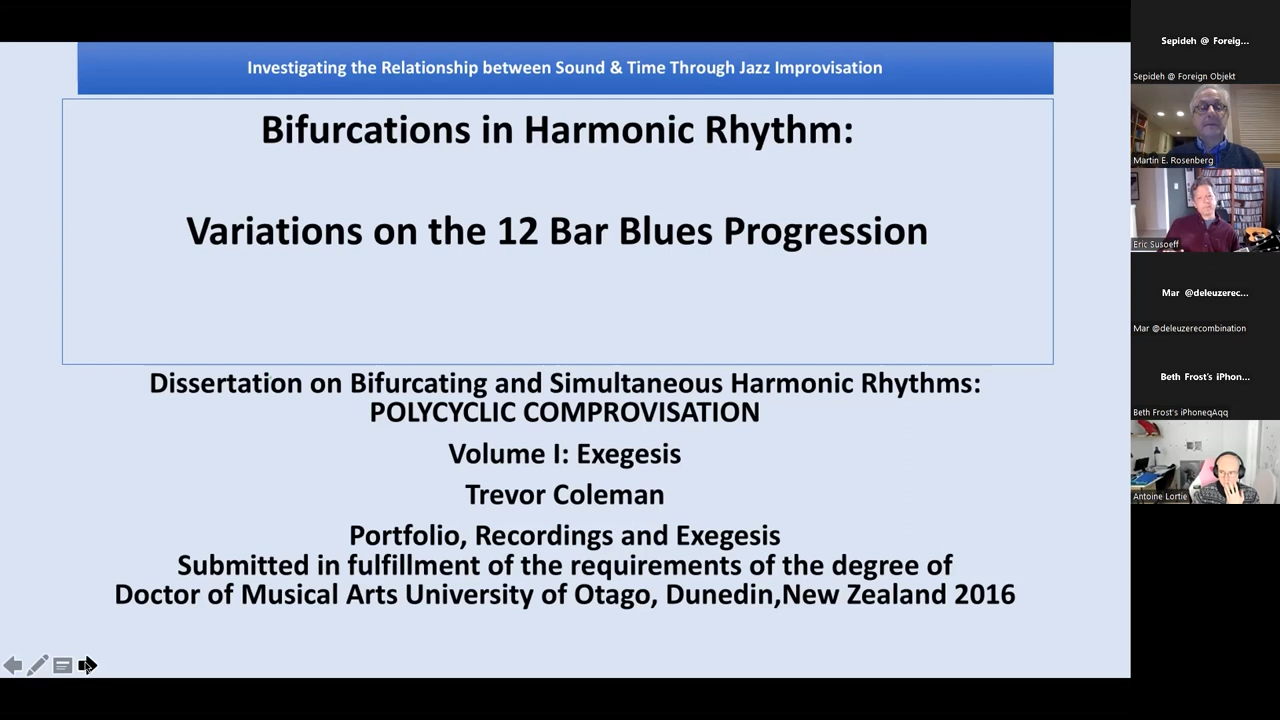 Investigating the Relationship between Sound & Time Through Jazz Improvisation
Bifurcations in Harmonic Rhythm:
Variations on the 12 Bar Blues Progression
Dissertation on Bifurcating and Simultaneous Harmonic Rhythms:
POLYCYCLIC COMPROVISATION
Volume I: Exegesis
Trevor Coleman
Portfolio, Recordings and Exegesis
Submitted in fulfillment of the requirements of the degree of
Doctor of Musical Arts University of Otago, Dunedin,New Zealand 2016
Sepideh @ Foreig...
Sepideh @ Foreign Objekt
Martin E. Rosenberg
Eric Susoeff
Mar @deleuzerec...
Mar @deleuzerecombination
Beth Frost's iPhon...
Beth Frost's iPhoneqAqq
Antoine Lortie